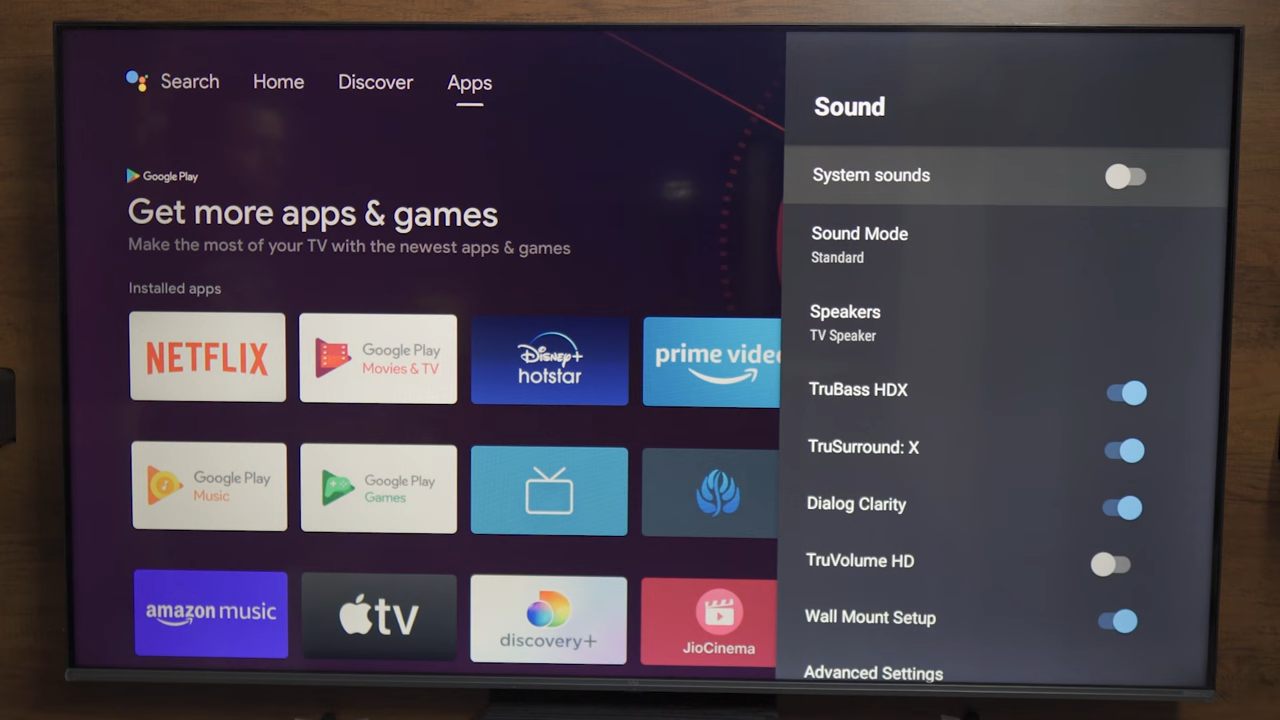 Search Home Discover Apps
Google Play
Get more apps & games
Make the most of your TV with the newest apps & games
Installed apps
NETFLIX
Google Play
Movies & TV
Disney+
hotstar
prime video
Google Play
Music
Google Play
Games
amazon music
tv
discovery+
JioCinema
Sound
System sounds
Sound Mode
Standard
Speakers
TV Speaker
TruBass HDX
TruSurround: X
Dialog Clarity
TruVolume HD
Wall Mount Setup
Advanced Settings